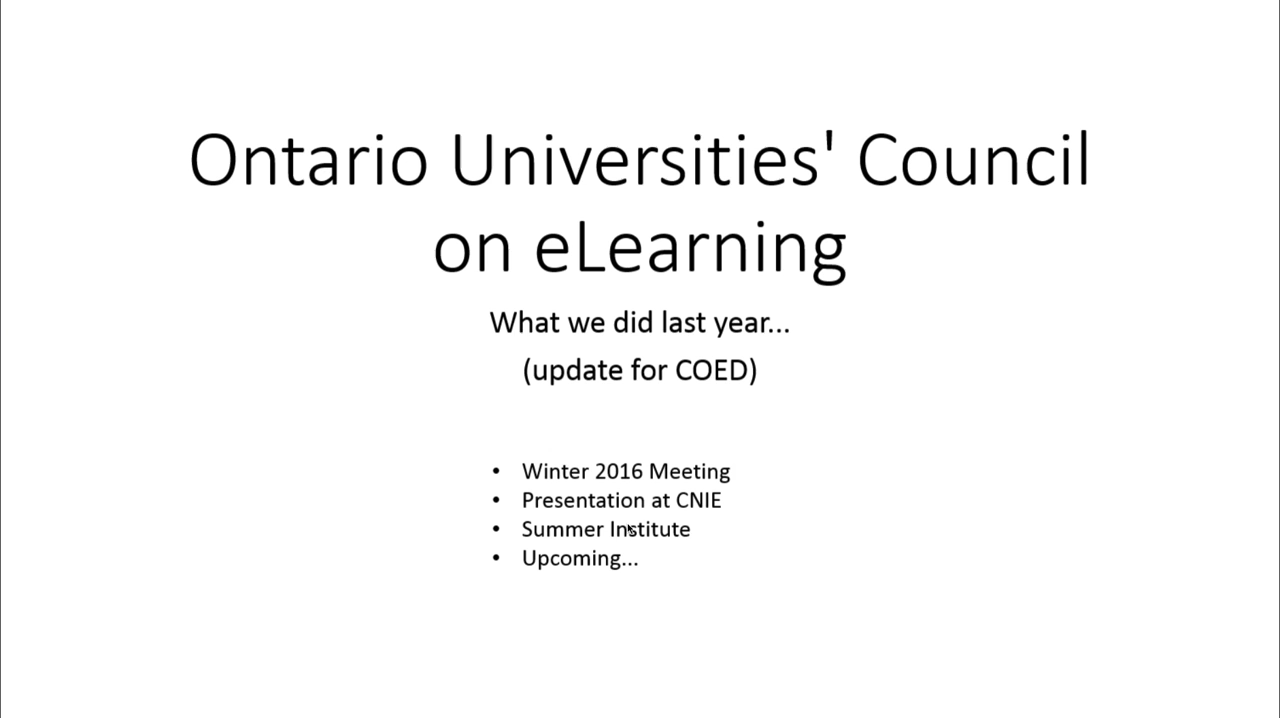 Ontario Universities' Council
on eLearning
What we did last year...
(update for COED)
• Winter 2016 Meeting
• Presentation at CNIE
• Summer Institute
• Upcoming...